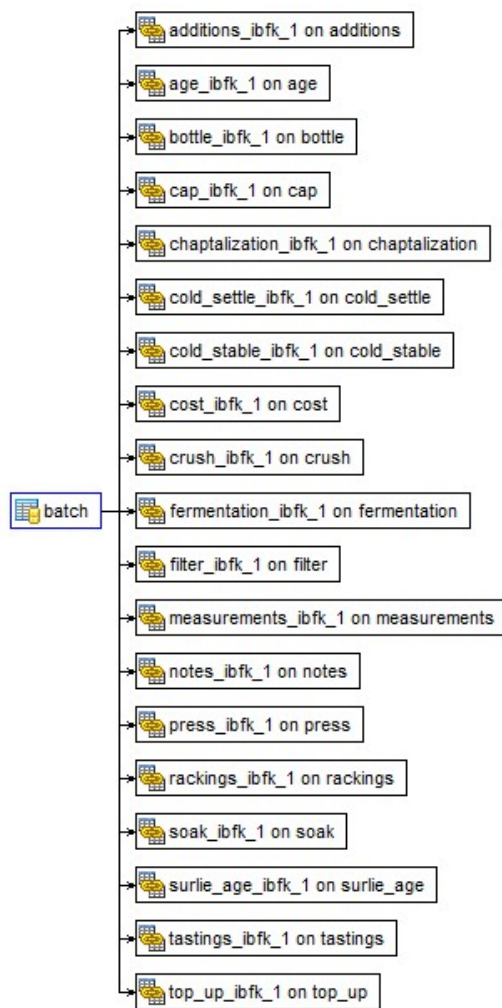 additions_ibfk_1 on additions
age_ibfk_1 on age
bottle_ibfk_1 on bottle
cap_ibfk_1 on cap
chaptalization_ibfk_1 on chaptalization
cold_settle_ibfk_1 on cold_settle
cold_stable_ibfk_1 on cold_stable
cost_ibfk_1 on cost
crush_ibfk_1 on crush
batch
fermentation_ibfk_1 on fermentation
filter_ibfk_1 on filter
measurements_ibfk_1 on measurements
notes_ibfk_1 on notes
press_ibfk_1 on press
rackings_ibfk_1 on rackings
soak_ibfk_1 on soak
surlie_age_ibfk_1 on surlie_age
tastings_ibfk_1 on tastings
top_up_ibfk_1 on top_up